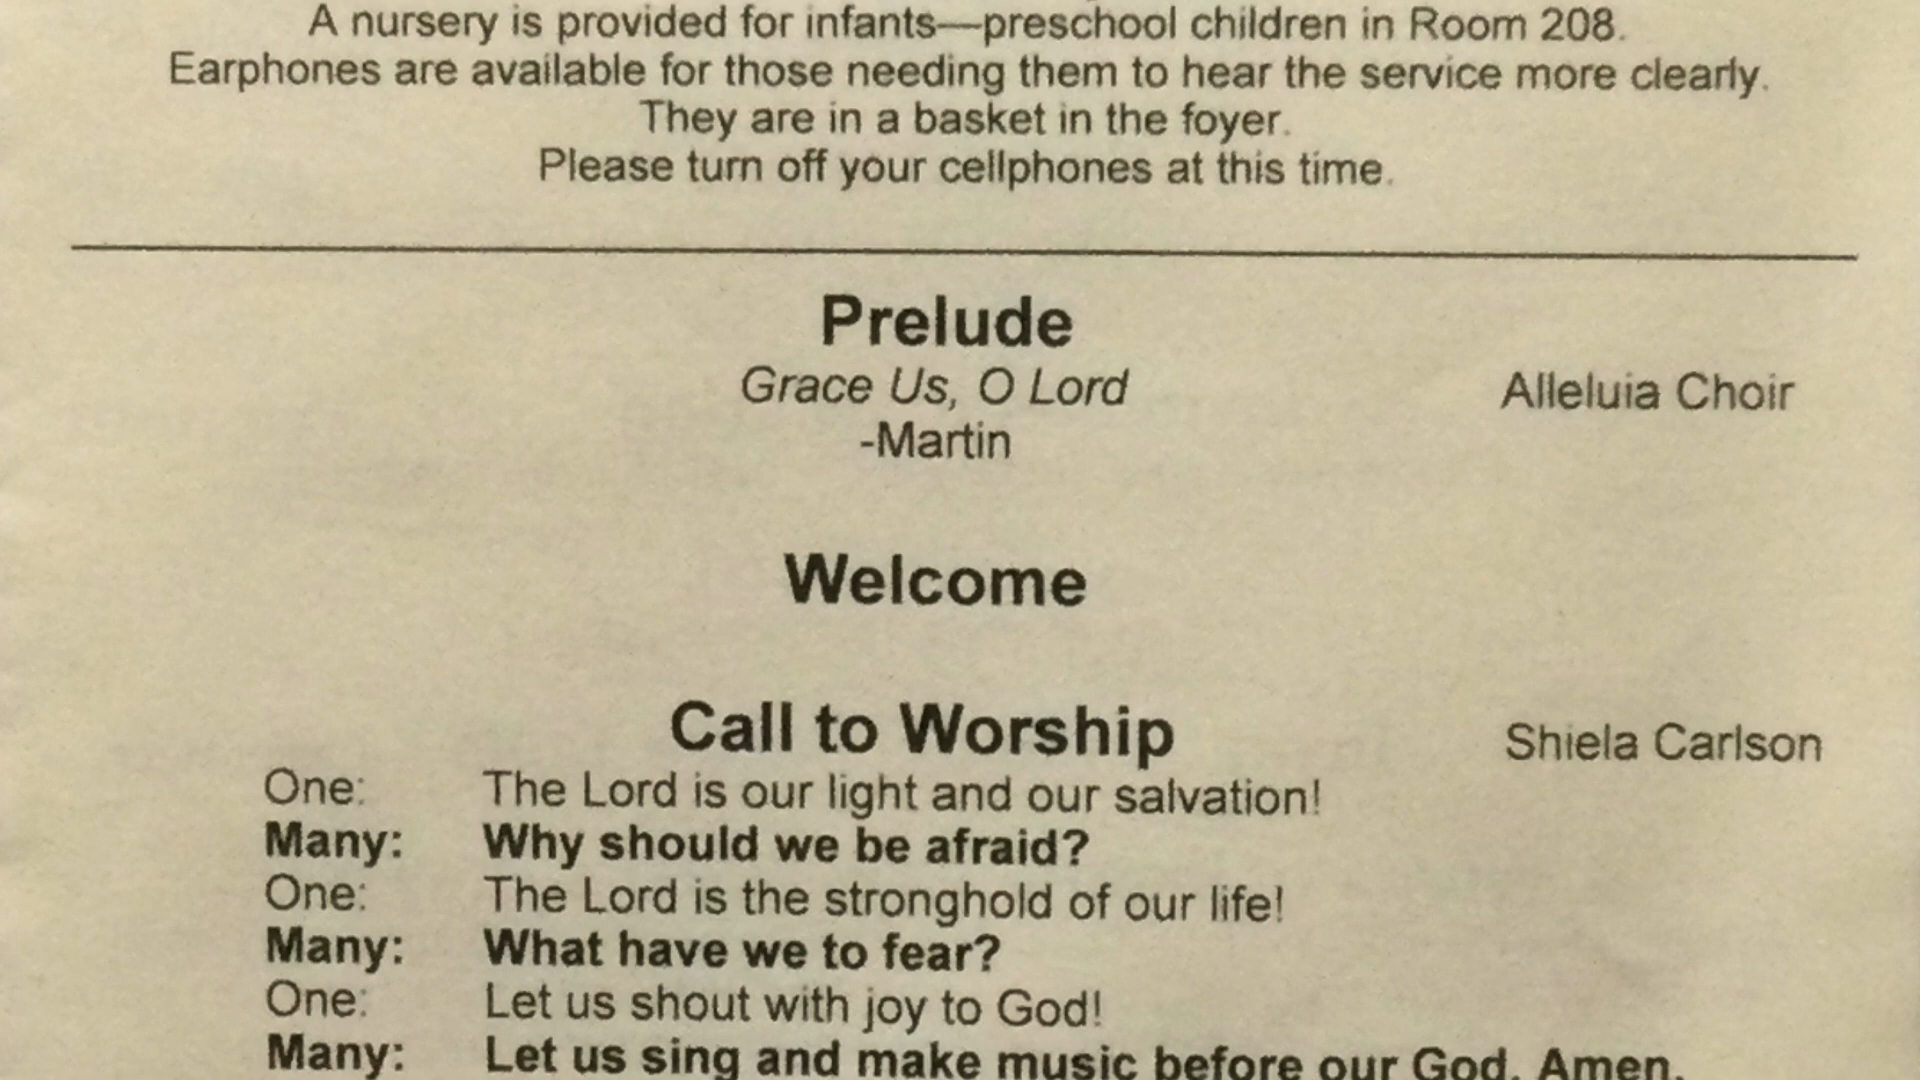 A nursery is provided for infants—preschool children in Room 208.
Earphones are available for those needing them to hear the service more clearly.
They are in a basket in the foyer.
Please turn off your cellphones at this time.
Prelude
Grace Us, O Lord Alleluia Choir
-Martin
Welcome
Call to Worship Shiela Carlson
One: The Lord is our light and our salvation!
Many: Why should we be afraid?
One: The Lord is the stronghold of our life!
Many: What have we to fear?
One: Let us shout with joy to God!
Many: Let us sing and make music before our God. Amen.